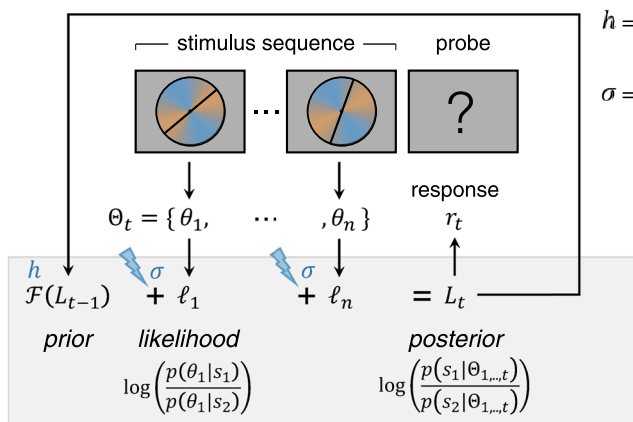 h =
stimulus sequence probe
σ =
... ?
response
Θ_t = { θ_1, ... , θ_n } r_t
h σ σ
ℱ(L_{t−1}) + ℓ_1 + ℓ_n = L_t
prior likelihood posterior
log(p(θ_1|s_1) / p(θ_1|s_2)) log(p(s_1|Θ_{1,..,t}) / p(s_2|Θ_{1,..,t}))